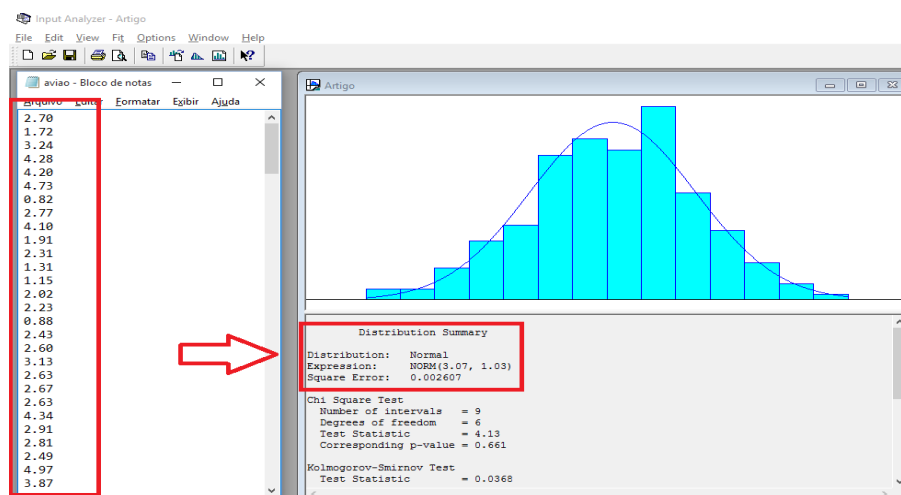 Input Analyzer - Artigo
File Edit View Fit Options Window Help
aviao - Bloco de notas
Arquivo Editar Formatar Exibir Ajuda
2.70
1.72
3.24
4.28
4.20
4.73
0.82
2.77
4.10
1.91
2.31
1.31
1.15
2.02
2.23
0.88
2.43
2.60
3.13
2.63
2.67
2.63
4.34
2.91
2.81
2.49
4.97
3.87
Artigo
Distribution Summary
Distribution: Normal
Expression: NORM(3.07, 1.03)
Square Error: 0.002607
Chi Square Test
Number of intervals = 9
Degrees of freedom = 6
Test Statistic = 4.13
Corresponding p-value = 0.661
Kolmogorov-Smirnov Test
Test Statistic = 0.0368